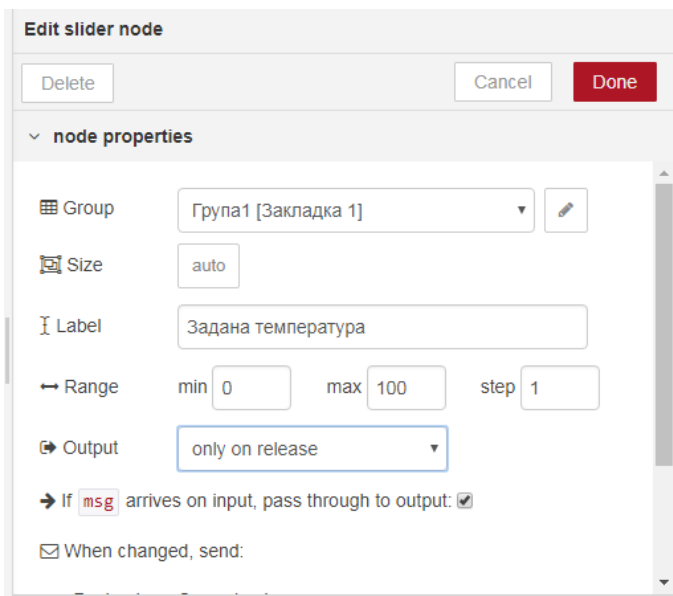 Edit slider node
Delete Cancel Done
node properties
Group Група1 [Закладка 1]
Size auto
Label Задана температура
Range min 0 max 100 step 1
Output only on release
If msg arrives on input, pass through to output:
When changed, send: